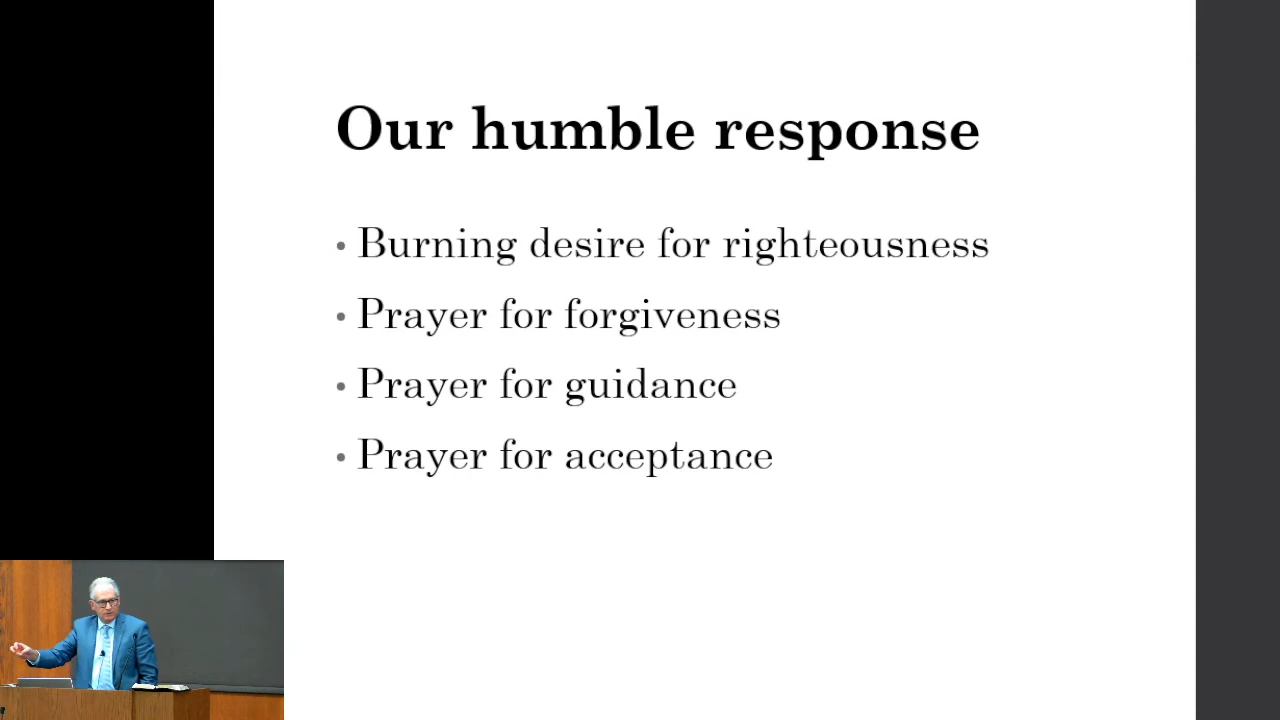 Our humble response
• Burning desire for righteousness
• Prayer for forgiveness
• Prayer for guidance
• Prayer for acceptance